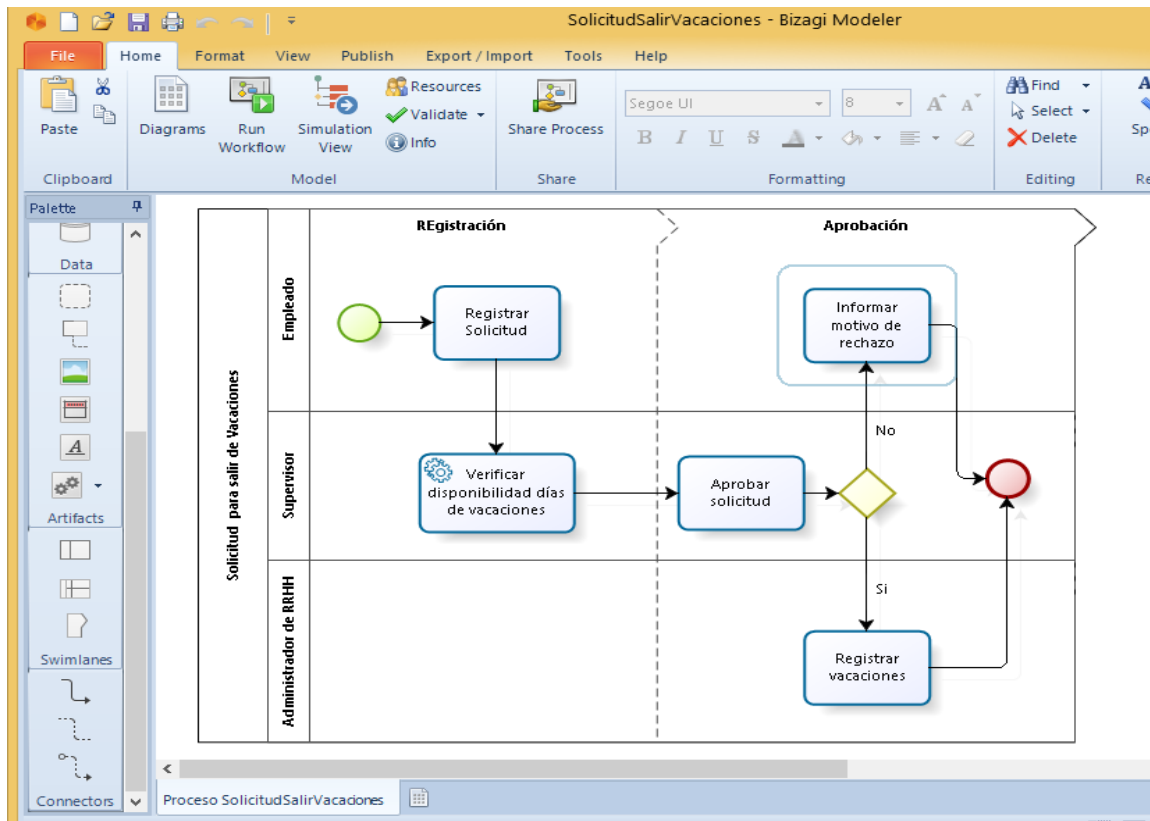 SolicitudSalirVacaciones - Bizagi Modeler
File Home Format View Publish Export / Import Tools Help
Paste
Clipboard
Diagrams
Run
Workflow
Simulation
View
Resources
Validate
Info
Model
Share Process
Share
Segoe UI
8
A A
B I U S A
Formatting
Find
Select
Delete
Editing
Palette
Data
A
Artifacts
Swimlanes
Connectors
Solicitud para salir de Vacaciones
REgistración
Aprobación
Empleado
Registrar
Solicitud
Informar
motivo de
rechazo
No
Supervisor
Verificar
disponibilidad días
de vacaciones
Aprobar
solicitud
Si
Administrador de RRHH
Registrar
vacaciones
Proceso SolicitudSalirVacaciones